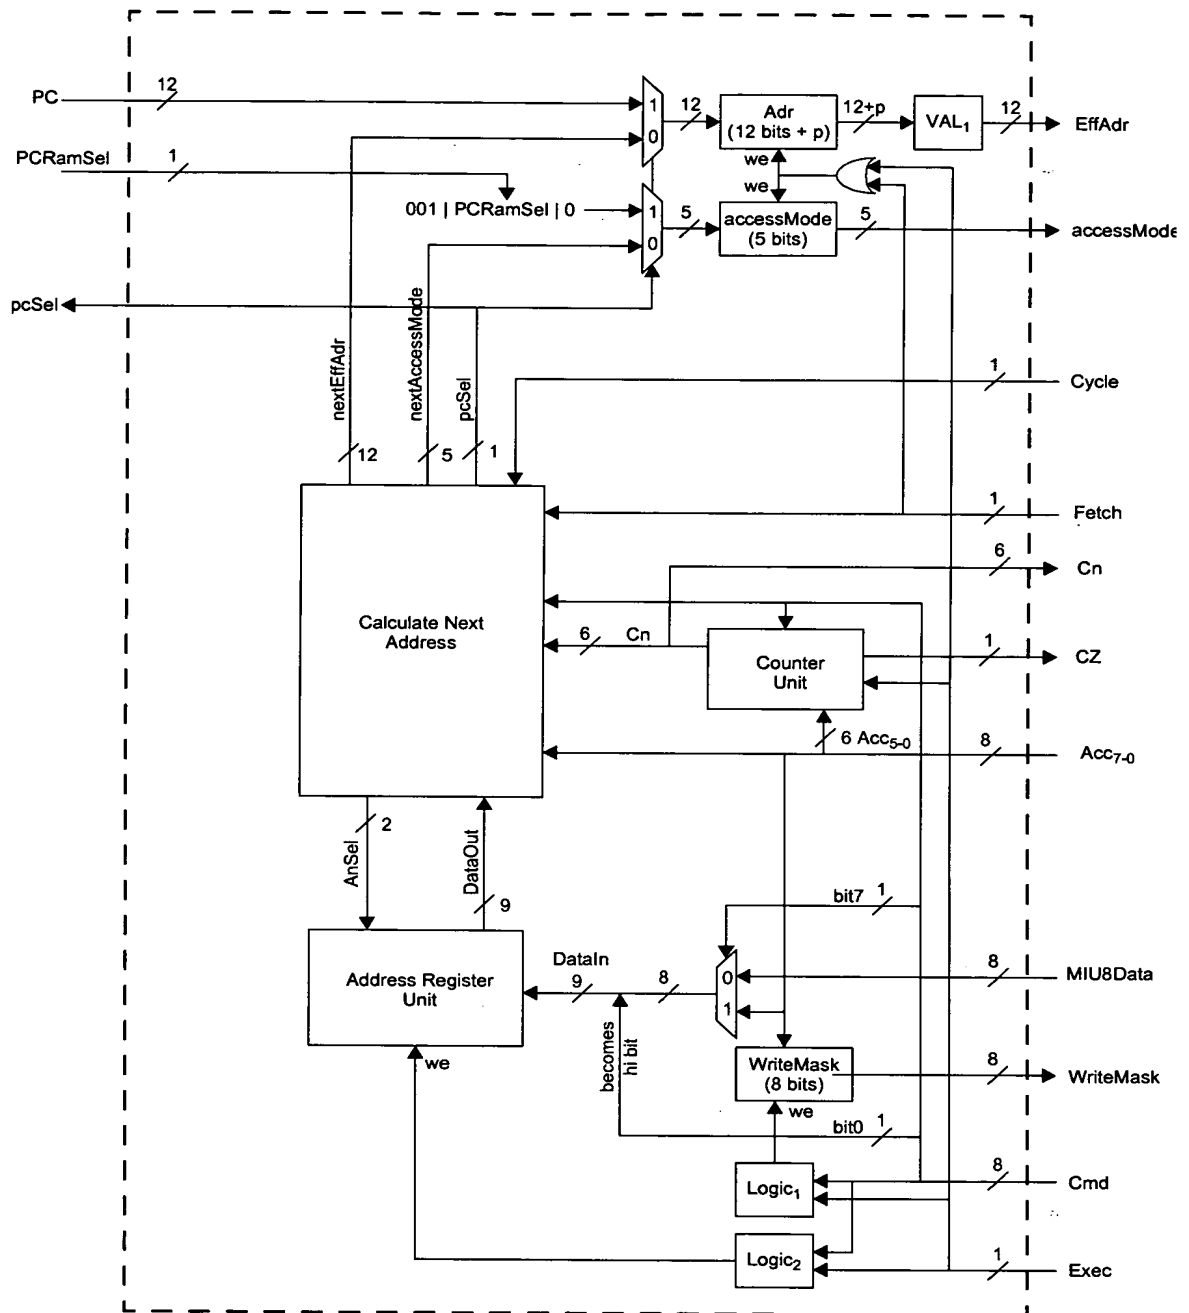 PC
12
1
0
12
Adr
(12 bits + p)
12+p
VAL1
12
EffAdr
PCRamSel
1
we
we
001 | PCRamSel | 0
1
0
5
accessMode
(5 bits)
5
accessMode
pcSel
nextEffAdr
nextAccessMode
pcSel
1
Cycle
12
5
1
1
Fetch
6
Cn
Calculate Next
Address
6
Cn
Counter
Unit
1
CZ
6 Acc5-0
8
Acc7-0
2
AnSel
DataOut
9
bit7
1
Address Register
Unit
DataIn
9
8
0
1
8
MIU8Data
becomes
hi bit
we
WriteMask
(8 bits)
8
WriteMask
we
bit0
1
Logic1
8
Cmd
Logic2
1
Exec